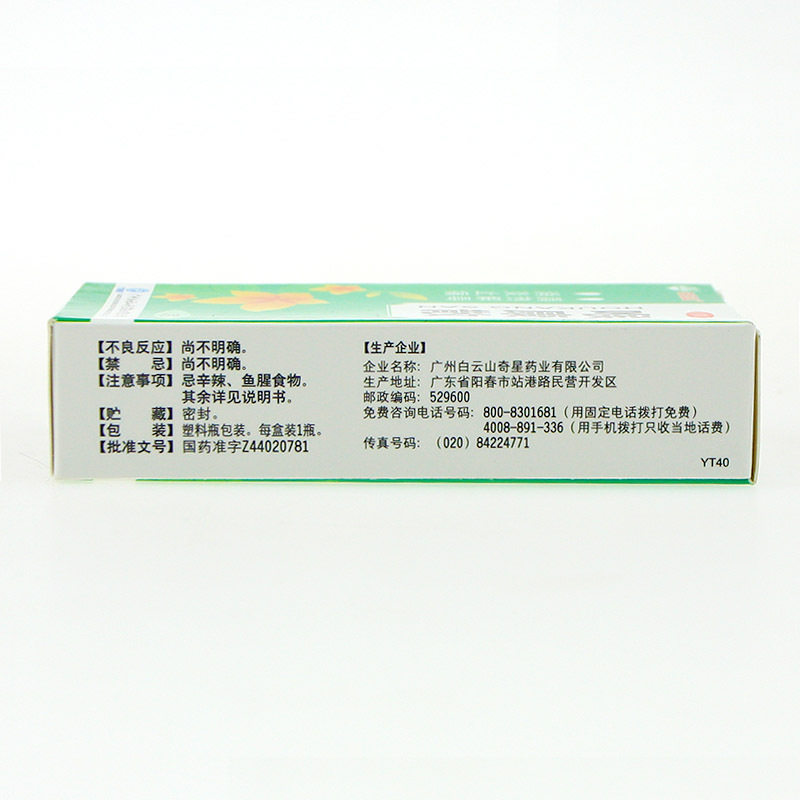 【不良反应】尚不明确。
【禁 忌】尚不明确。
【注意事项】忌辛辣、鱼腥食物。
其余详见说明书。
【贮 藏】密封。
【包 装】塑料瓶包装。每盒装1瓶。
【批准文号】国药准字Z44020781
【生产企业】
企业名称：广州白云山奇星药业有限公司
生产地址：广东省阳春市站港路民营开发区
邮政编码：529600
免费咨询电话号码：800-8301681（用固定电话拨打免费）
4008-891-336（用手机拨打只收当地话费）
传真号码：（020）84224771
YT40